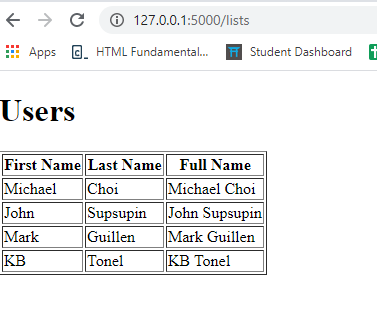 127.0.0.1:5000/lists
Apps HTML Fundamental... Student Dashboard
Users
First Name Last Name Full Name
Michael Choi Michael Choi
John Supsupin John Supsupin
Mark Guillen Mark Guillen
KB Tonel KB Tonel